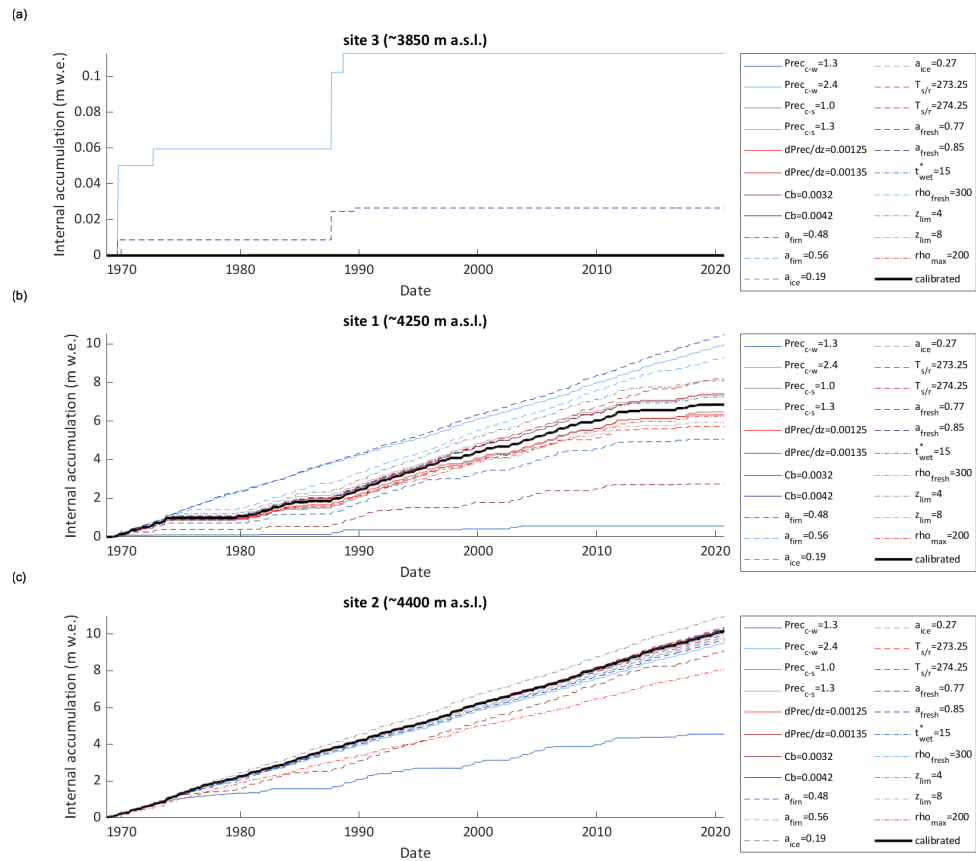 (a)
site 3 (~3850 m a.s.l.)
Internal accumulation (m w.e.)
0.1
0.08
0.06
0.04
0.02
0
1970
1980
1990
2000
2010
2020
Date
Prec_c-w=1.3
Prec_c-w=2.4
Prec_c-s=1.0
Prec_c-s=1.3
dPrec/dz=0.00125
dPrec/dz=0.00135
Cb=0.0032
Cb=0.0042
a_firn=0.48
a_firn=0.56
a_ice=0.19
a_ice=0.27
T_s/r=273.25
T_s/r=274.25
a_fresh=0.77
a_fresh=0.85
t*_wet=15
rho_fresh=300
z_lim=4
z_lim=8
rho_max=200
calibrated
(b)
site 1 (~4250 m a.s.l.)
Internal accumulation (m w.e.)
10
8
6
4
2
0
1970
1980
1990
2000
2010
2020
Date
Prec_c-w=1.3
Prec_c-w=2.4
Prec_c-s=1.0
Prec_c-s=1.3
dPrec/dz=0.00125
dPrec/dz=0.00135
Cb=0.0032
Cb=0.0042
a_firn=0.48
a_firn=0.56
a_ice=0.19
a_ice=0.27
T_s/r=273.25
T_s/r=274.25
a_fresh=0.77
a_fresh=0.85
t*_wet=15
rho_fresh=300
z_lim=4
z_lim=8
rho_max=200
calibrated
(c)
site 2 (~4400 m a.s.l.)
Internal accumulation (m w.e.)
10
8
6
4
2
0
1970
1980
1990
2000
2010
2020
Date
Prec_c-w=1.3
Prec_c-w=2.4
Prec_c-s=1.0
Prec_c-s=1.3
dPrec/dz=0.00125
dPrec/dz=0.00135
Cb=0.0032
Cb=0.0042
a_firn=0.48
a_firn=0.56
a_ice=0.19
a_ice=0.27
T_s/r=273.25
T_s/r=274.25
a_fresh=0.77
a_fresh=0.85
t*_wet=15
rho_fresh=300
z_lim=4
z_lim=8
rho_max=200
calibrated